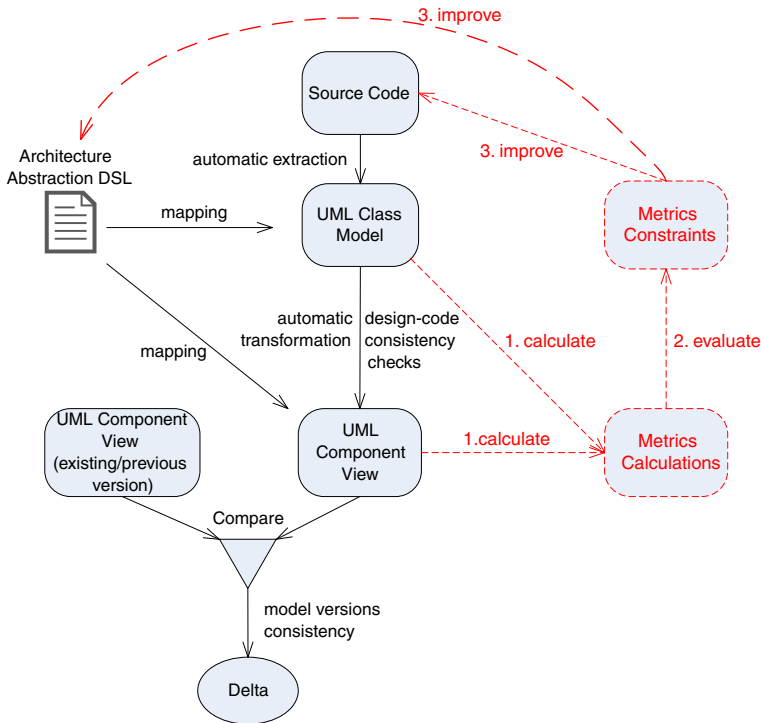 3. improve
Source Code
3. improve
automatic extraction
Architecture
Abstraction DSL
mapping
UML Class
Model
Metrics
Constraints
automatic
transformation
design-code
consistency
checks
1. calculate
2. evaluate
mapping
UML Component
View
(existing/previous
version)
UML
Component
View
1.calculate
Metrics
Calculations
Compare
model versions
consistency
Delta